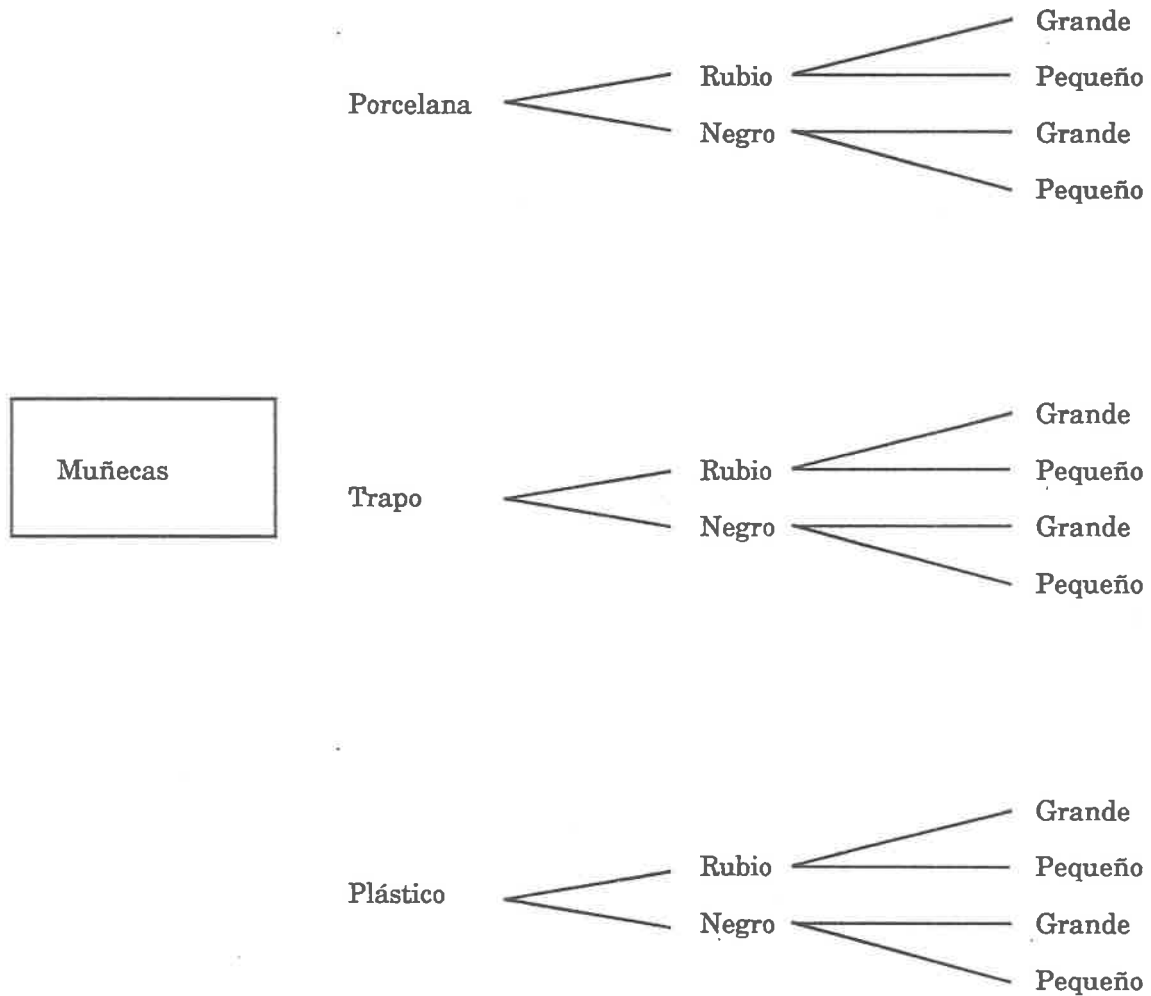 Grande
Rubio Pequeño
Porcelana
Negro Grande
Pequeño
Grande
Muñecas Rubio Pequeño
Trapo
Negro Grande
Pequeño
Grande
Rubio Pequeño
Plástico
Negro Grande
Pequeño